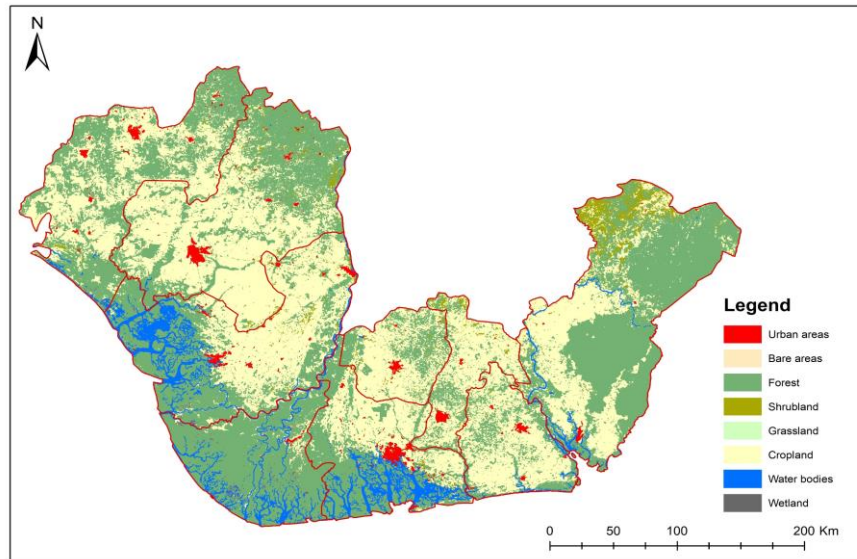 N
Legend
Urban areas
Bare areas
Forest
Shrubland
Grassland
Cropland
Water bodies
Wetland
0 50 100 200 Km